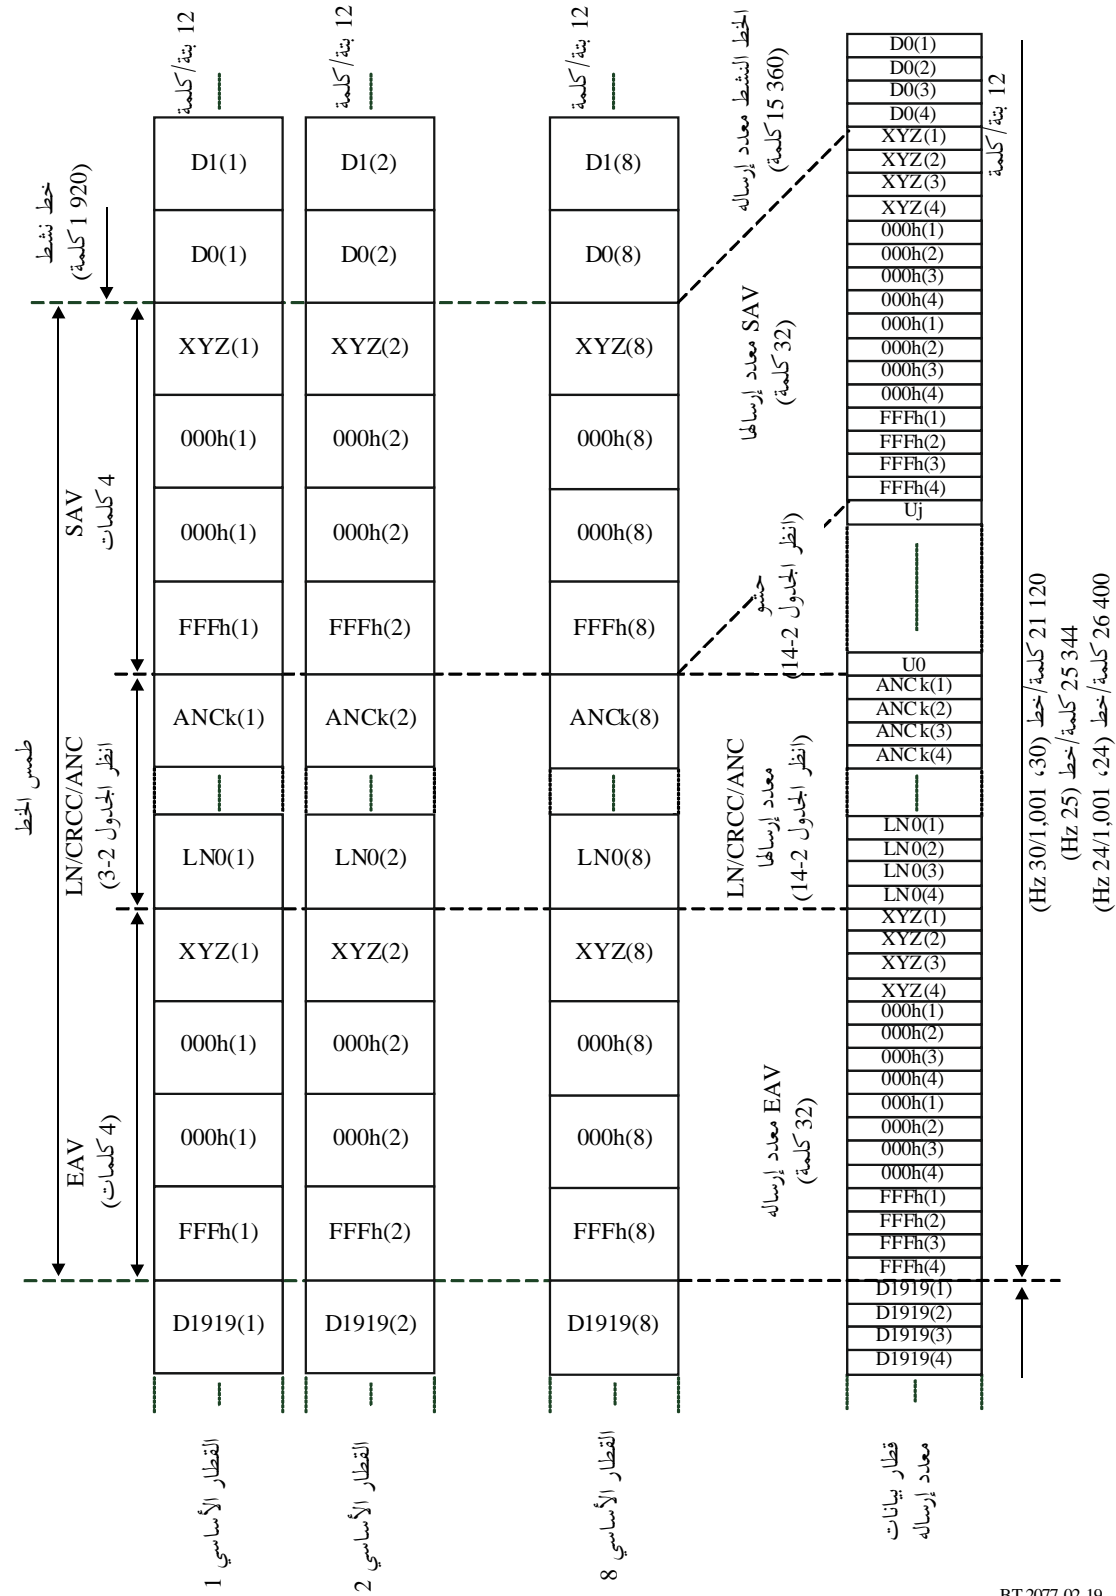 12 بتة/كلمة
12 بتة/كلمة
12 بتة/كلمة
12 بتة/كلمة
خط نشط
(1 920 كلمة)
الخط النشط معدد إرساله
(15 360 كلمة)
طمس الخط
SAV
4 كلمات
LN/CRCC/ANC
(انظر الجدول 2-3)
EAV
(4 كلمات)
القطار الأساسي 1
D1(1)
D0(1)
XYZ(1)
000h(1)
000h(1)
FFFh(1)
ANCk(1)
LN0(1)
XYZ(1)
000h(1)
000h(1)
FFFh(1)
D1919(1)
القطار الأساسي 2
D1(2)
D0(2)
XYZ(2)
000h(2)
000h(2)
FFFh(2)
ANCk(2)
LN0(2)
XYZ(2)
000h(2)
000h(2)
FFFh(2)
D1919(2)
القطار الأساسي 8
D1(8)
D0(8)
XYZ(8)
000h(8)
000h(8)
FFFh(8)
ANCk(8)
LN0(8)
XYZ(8)
000h(8)
000h(8)
FFFh(8)
D1919(8)
SAV معدد إرسالها
(32 كلمة)
حشو
(انظر الجدول 2-14)
LN/CRCC/ANC
معدد إرسالها
(انظر الجدول 2-14)
EAV معدد إرساله
(32 كلمة)
قطار بيانات
معدد إرساله
D0(1)
D0(2)
D0(3)
D0(4)
XYZ(1)
XYZ(2)
XYZ(3)
XYZ(4)
000h(1)
000h(2)
000h(3)
000h(4)
000h(1)
000h(2)
000h(3)
000h(4)
FFFh(1)
FFFh(2)
FFFh(3)
FFFh(4)
Uj
U0
ANCk(1)
ANCk(2)
ANCk(3)
ANCk(4)
LN0(1)
LN0(2)
LN0(3)
LN0(4)
XYZ(1)
XYZ(2)
XYZ(3)
XYZ(4)
000h(1)
000h(2)
000h(3)
000h(4)
000h(1)
000h(2)
000h(3)
000h(4)
FFFh(1)
FFFh(2)
FFFh(3)
FFFh(4)
D1919(1)
D1919(2)
D1919(3)
D1919(4)
21 120 كلمة/خط (30، 30/1,001 Hz)
25 344 كلمة/خط (25 Hz)
26 400 كلمة/خط (24، 24/1,001 Hz)
BT.2077-02-19